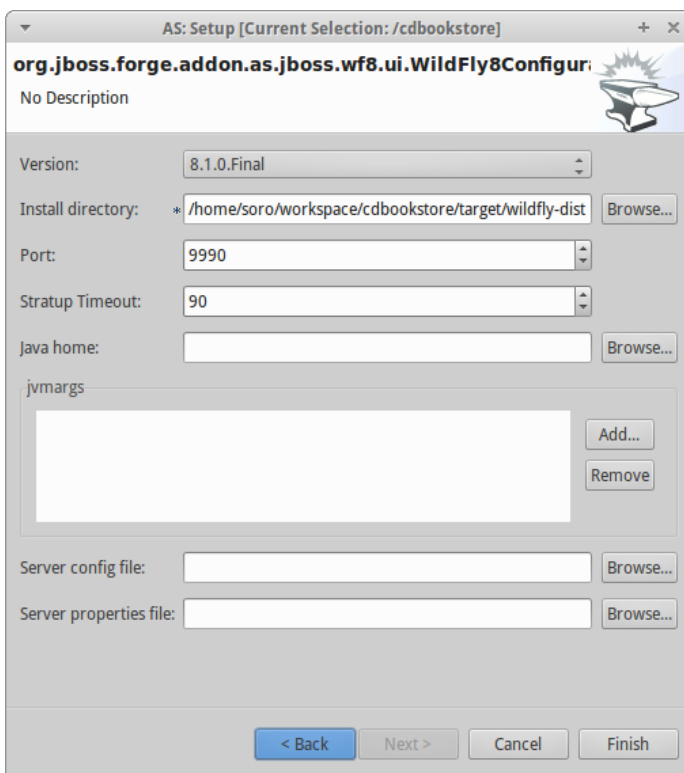 AS: Setup [Current Selection: /cdbookstore]
org.jboss.forge.addon.as.jboss.wf8.ui.WildFly8Configura
No Description
Version: 8.1.0.Final
Install directory: * /home/soro/workspace/cdbookstore/target/wildfly-dist Browse...
Port: 9990
Stratup Timeout: 90
Java home: Browse...
jvmargs
Add...
Remove
Server config file: Browse...
Server properties file: Browse...
< Back Next > Cancel Finish